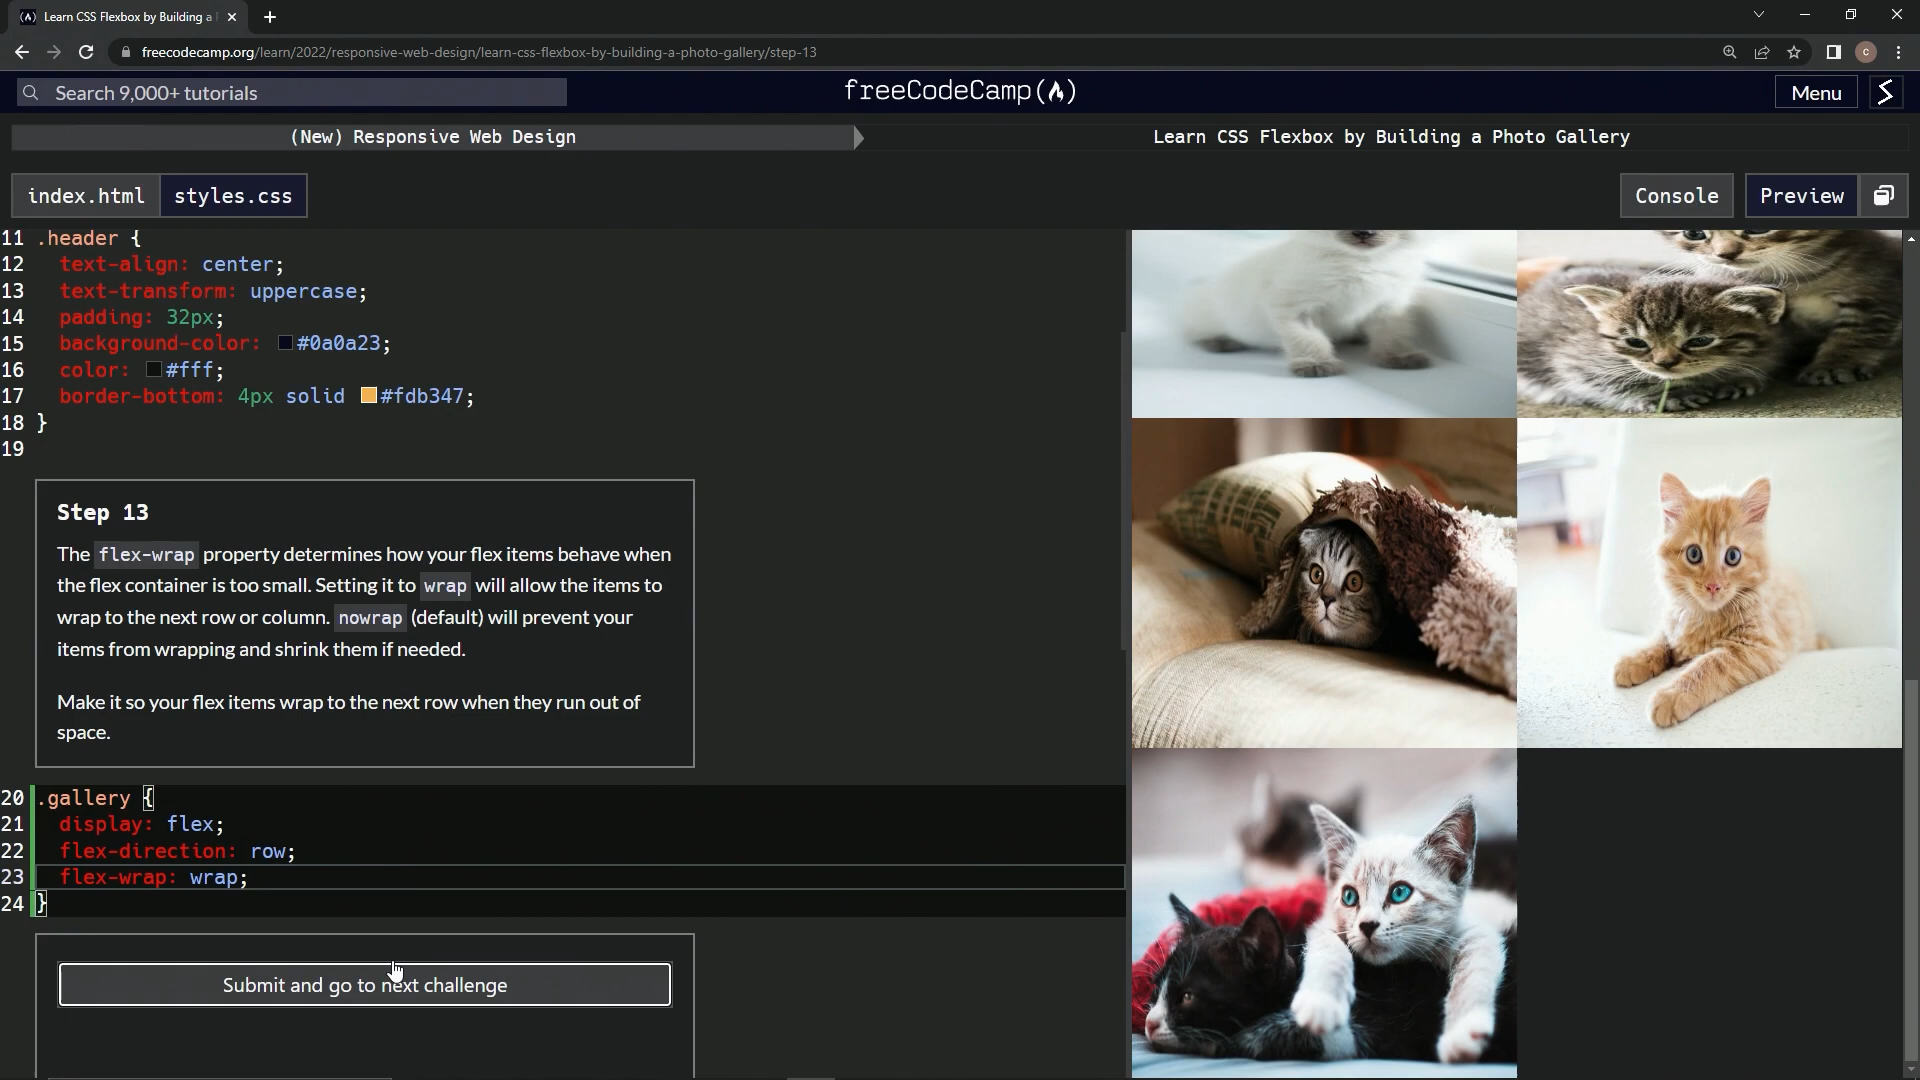 Learn CSS Flexbox by Building a
freecodecamp.org/learn/2022/responsive-web-design/learn-css-flexbox-by-building-a-photo-gallery/step-13
C
Search 9,000+ tutorials
freeCodeCamp
Menu
(New) Responsive Web Design
Learn CSS Flexbox by Building a Photo Gallery
index.html styles.css
Console Preview
11 .header {
12 text-align: center;
13 text-transform: uppercase;
14 padding: 32px;
15 background-color: #0a0a23;
16 color: #fff;
17 border-bottom: 4px solid #fdb347;
18 }
19
Step 13
The flex-wrap property determines how your flex items behave when
the flex container is too small. Setting it to wrap will allow the items to
wrap to the next row or column. nowrap (default) will prevent your
items from wrapping and shrink them if needed.
Make it so your flex items wrap to the next row when they run out of
space.
20 .gallery {
21 display: flex;
22 flex-direction: row;
23 flex-wrap: wrap;
24 }
Submit and go to next challenge